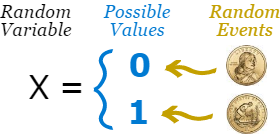 Random Variable
Possible Values
Random Events
X =
0
1